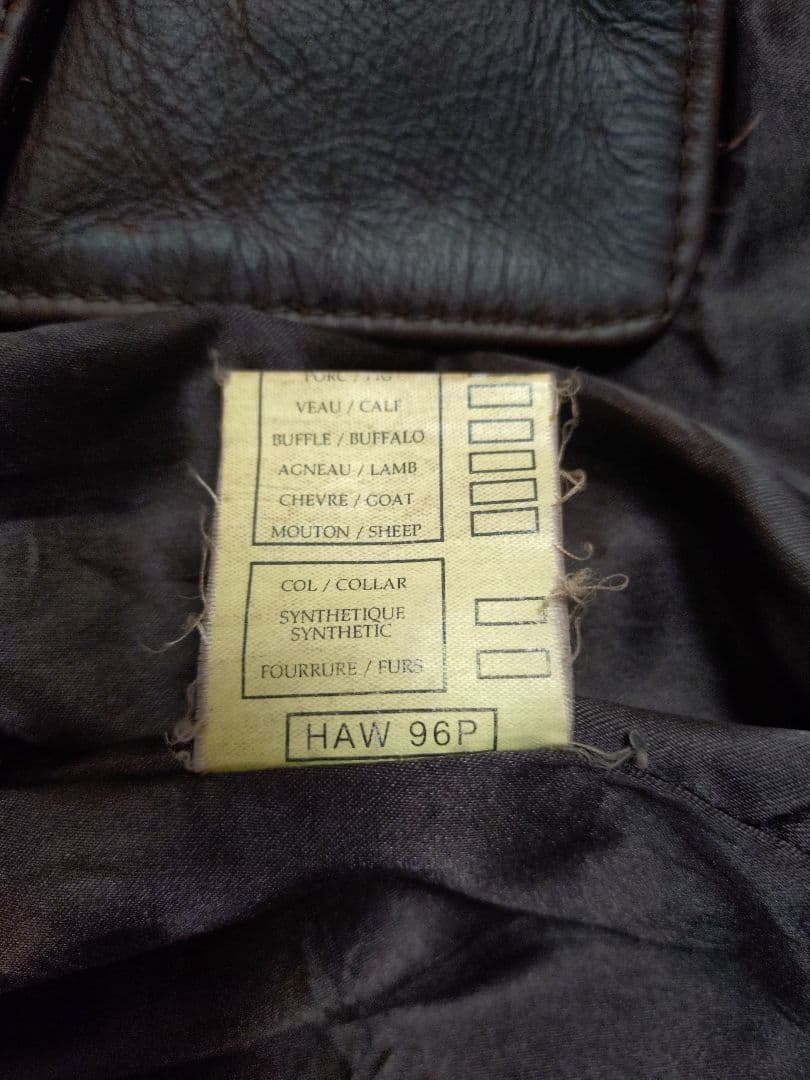 VEAU / CALF
BUFFLE / BUFFALO
AGNEAU / LAMB
CHEVRE / GOAT
MOUTON / SHEEP
COL / COLLAR
SYNTHETIQUE
SYNTHETIC
FOURRURE / FURS
HAW 96P